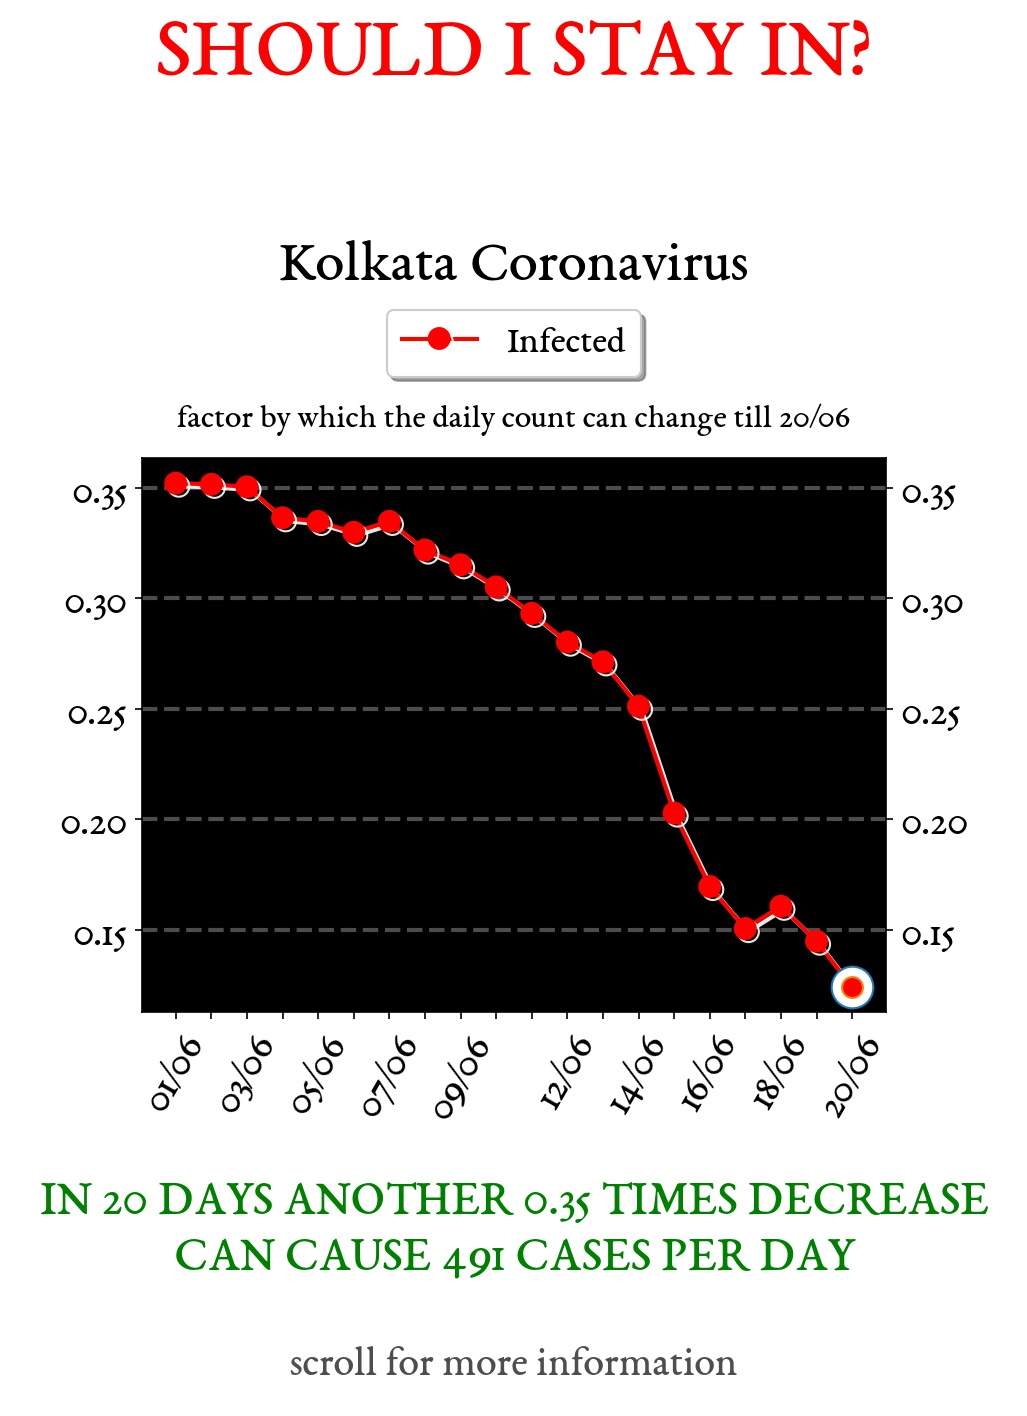 SHOULD I STAY IN?
Kolkata Coronavirus
Infected
factor by which the daily count can change till 20/06
0.35 0.35
0.30 0.30
0.25 0.25
0.20 0.20
0.15 0.15
01/06 03/06 05/06 07/06 09/06 12/06 14/06 16/06 18/06 20/06
IN 20 DAYS ANOTHER 0.35 TIMES DECREASE
CAN CAUSE 491 CASES PER DAY
scroll for more information